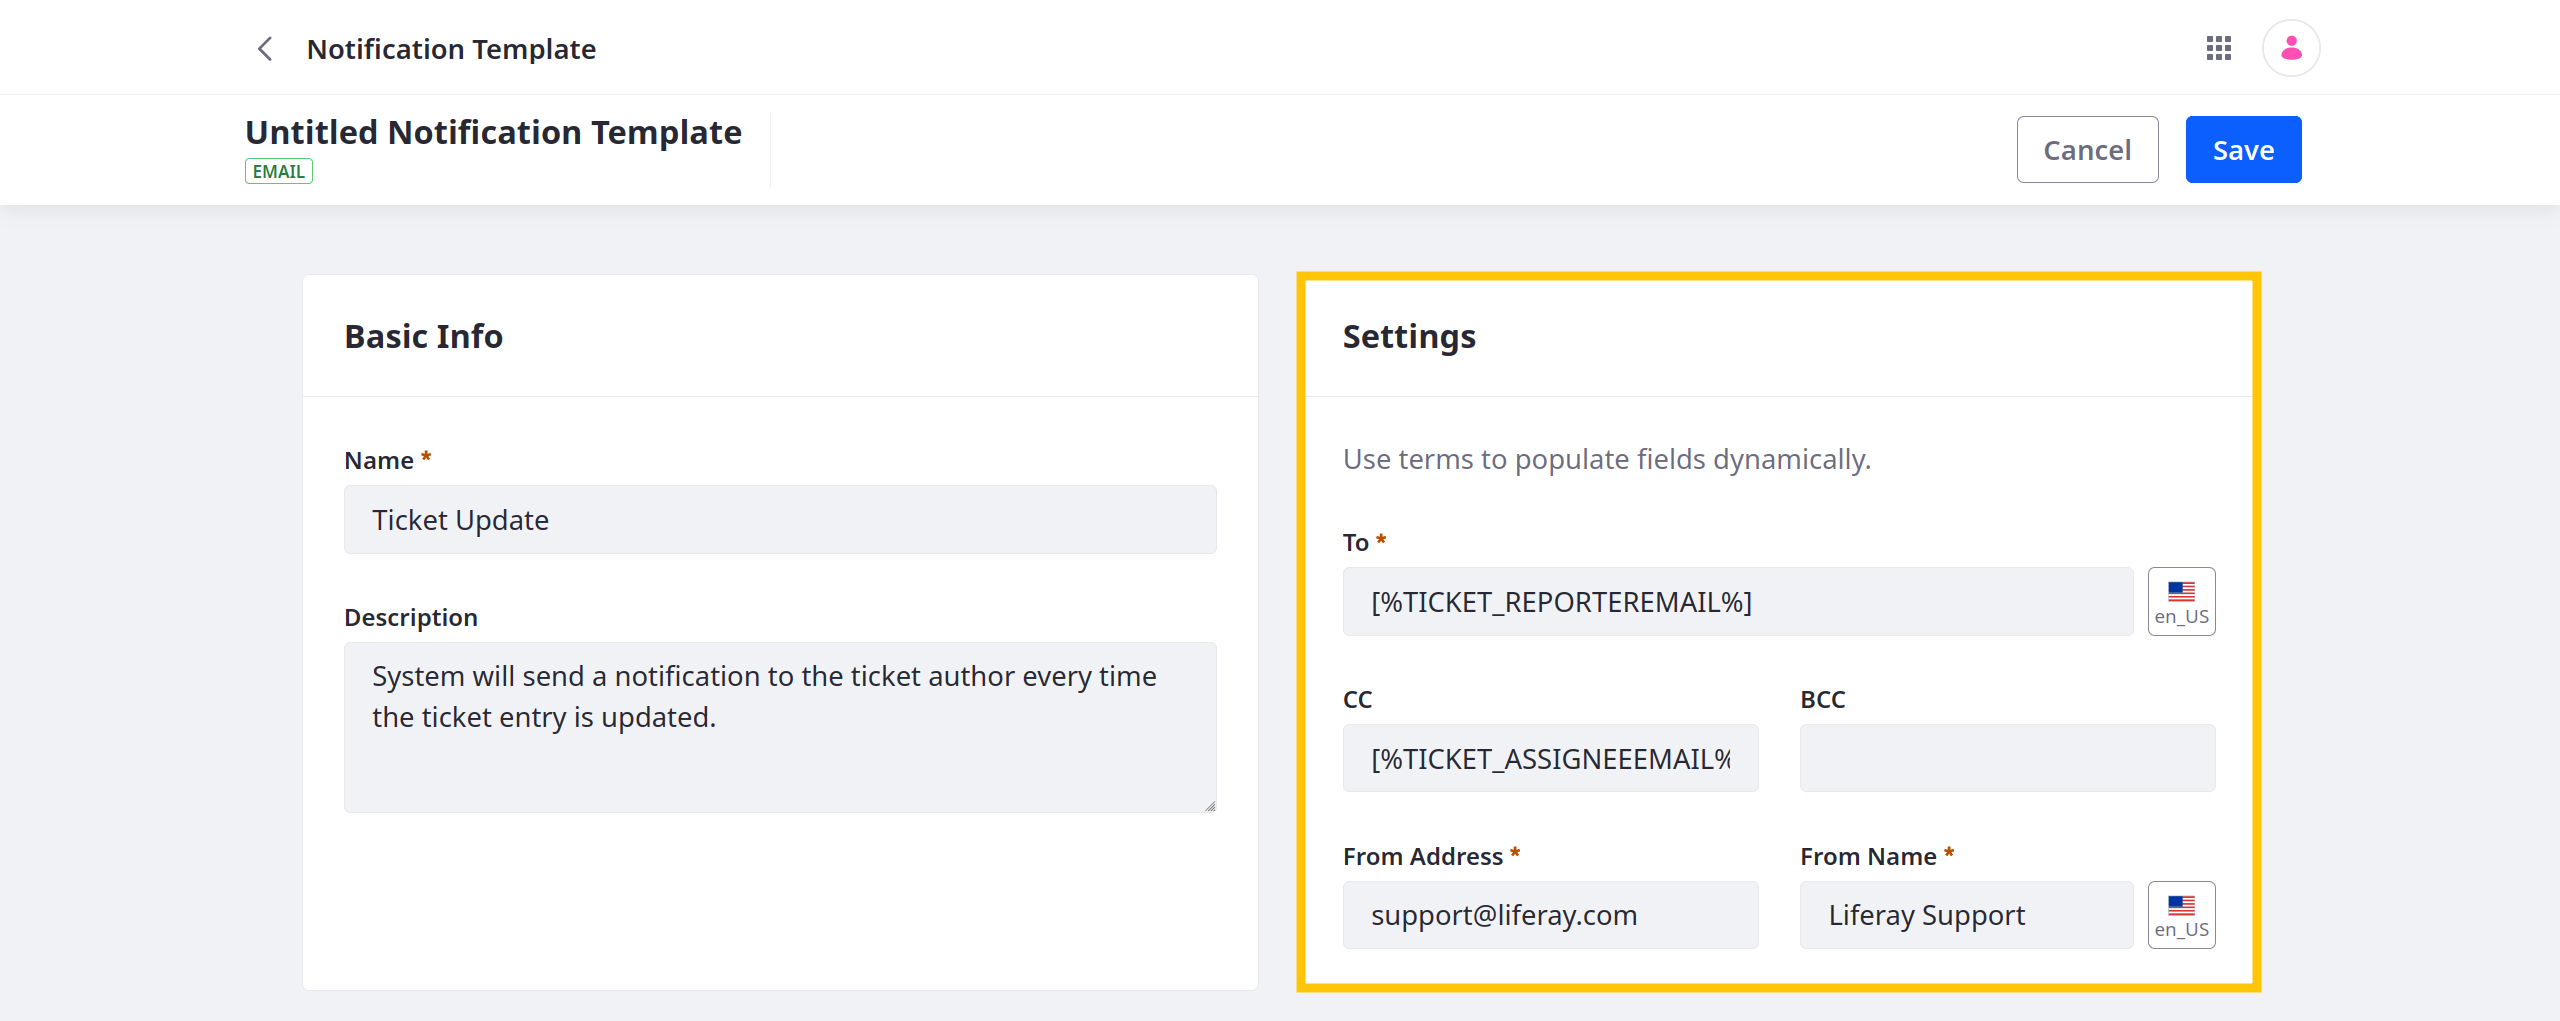 Notification Template
Untitled Notification Template
EMAIL
Cancel
Save
Basic Info
Name *
Ticket Update
Description
System will send a notification to the ticket author every time
the ticket entry is updated.
Settings
Use terms to populate fields dynamically.
To *
[%TICKET_REPORTEREMAIL%]
en_US
CC
BCC
[%TICKET_ASSIGNEEEMAIL%
From Address *
From Name *
support@liferay.com
Liferay Support
en_US